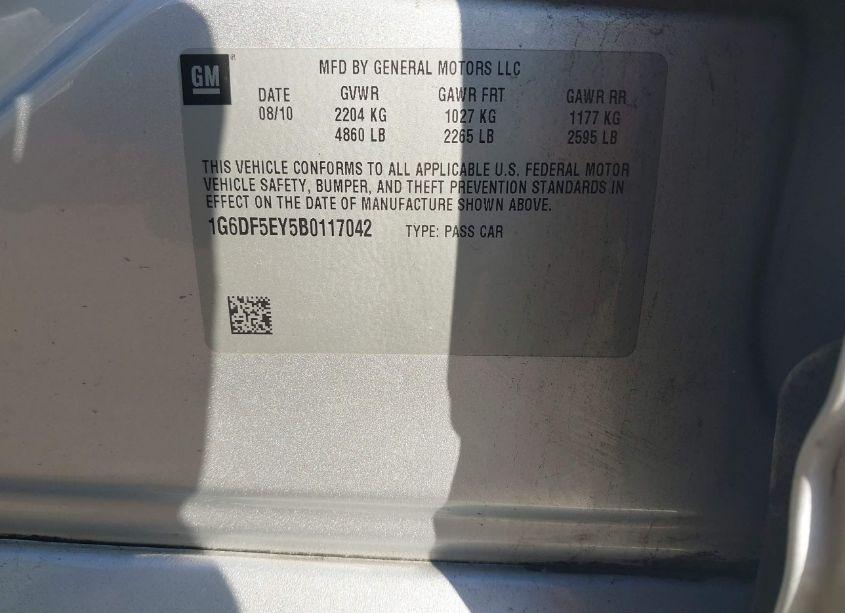 GM ®
MFD BY GENERAL MOTORS LLC
DATE GVWR GAWR FRT GAWR RR
08/10 2204 KG 1027 KG 1177 KG
4860 LB 2265 LB 2595 LB
THIS VEHICLE CONFORMS TO ALL APPLICABLE U.S. FEDERAL MOTOR
VEHICLE SAFETY, BUMPER, AND THEFT PREVENTION STANDARDS IN
EFFECT ON THE DATE OF MANUFACTURE SHOWN ABOVE.
1G6DF5EY5B0117042 TYPE: PASS CAR